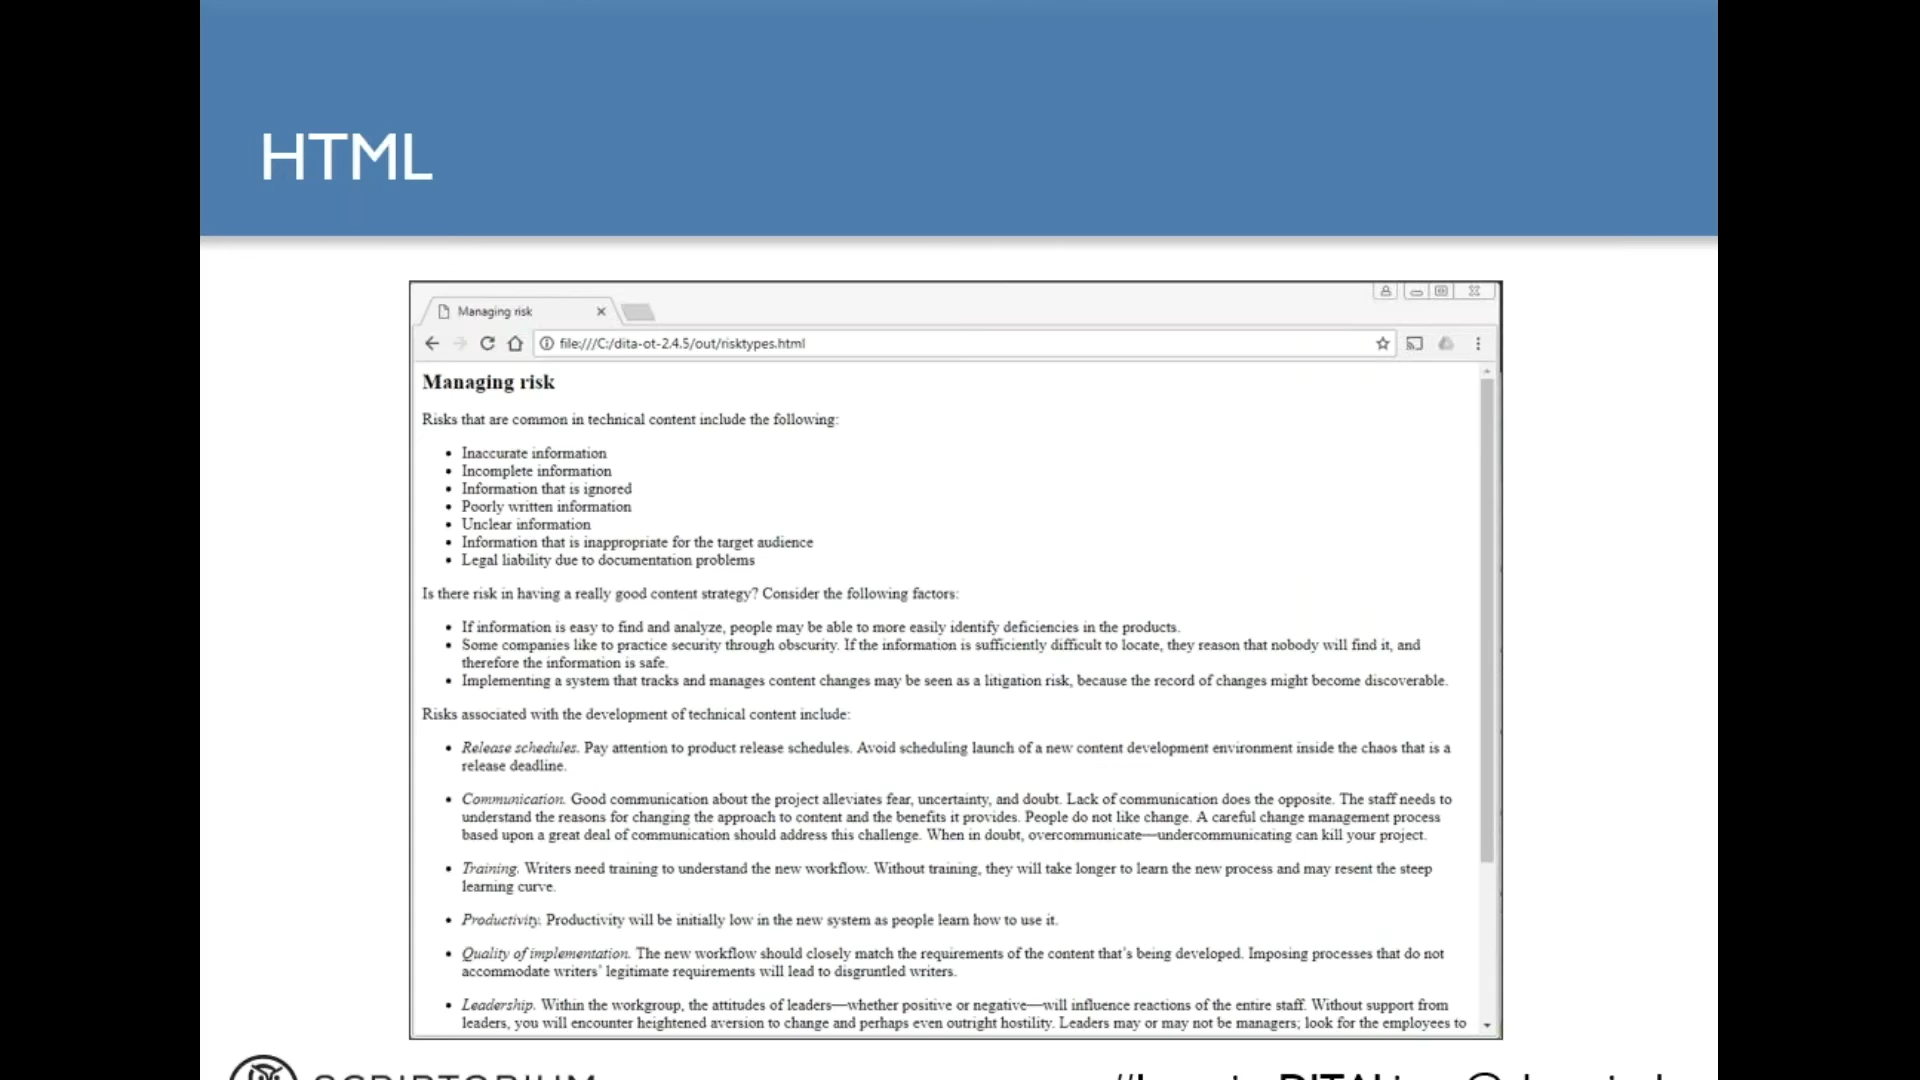 HTML
Managing risk
file:///C:/dita-ot-2.4.5/out/risktypes.html
Managing risk
Risks that are common in technical content include the following:
• Inaccurate information
• Incomplete information
• Information that is ignored
• Poorly written information
• Unclear information
• Information that is inappropriate for the target audience
• Legal liability due to documentation problems
Is there risk in having a really good content strategy? Consider the following factors:
• If information is easy to find and analyze, people may be able to more easily identify deficiencies in the products.
• Some companies like to practice security through obscurity. If the information is sufficiently difficult to locate, they reason that nobody will find it, and
therefore the information is safe.
• Implementing a system that tracks and manages content changes may be seen as a litigation risk, because the record of changes might become discoverable.
Risks associated with the development of technical content include:
• Release schedules. Pay attention to product release schedules. Avoid scheduling launch of a new content development environment inside the chaos that is a
release deadline.
• Communication. Good communication about the project alleviates fear, uncertainty, and doubt. Lack of communication does the opposite. The staff needs to
understand the reasons for changing the approach to content and the benefits it provides. People do not like change. A careful change management process
based upon a great deal of communication should address this challenge. When in doubt, overcommunicate—undercommunicating can kill your project.
• Training. Writers need training to understand the new workflow. Without training, they will take longer to learn the new process and may resent the steep
learning curve.
• Productivity. Productivity will be initially low in the new system as people learn how to use it.
• Quality of implementation. The new workflow should closely match the requirements of the content that’s being developed. Imposing processes that do not
accommodate writers’ legitimate requirements will lead to disgruntled writers.
• Leadership. Within the workgroup, the attitudes of leaders—whether positive or negative—will influence reactions of the entire staff. Without support from
leaders, you will encounter heightened aversion to change and perhaps even outright hostility. Leaders may or may not be managers; look for the employees to
SCRIPTORIUM